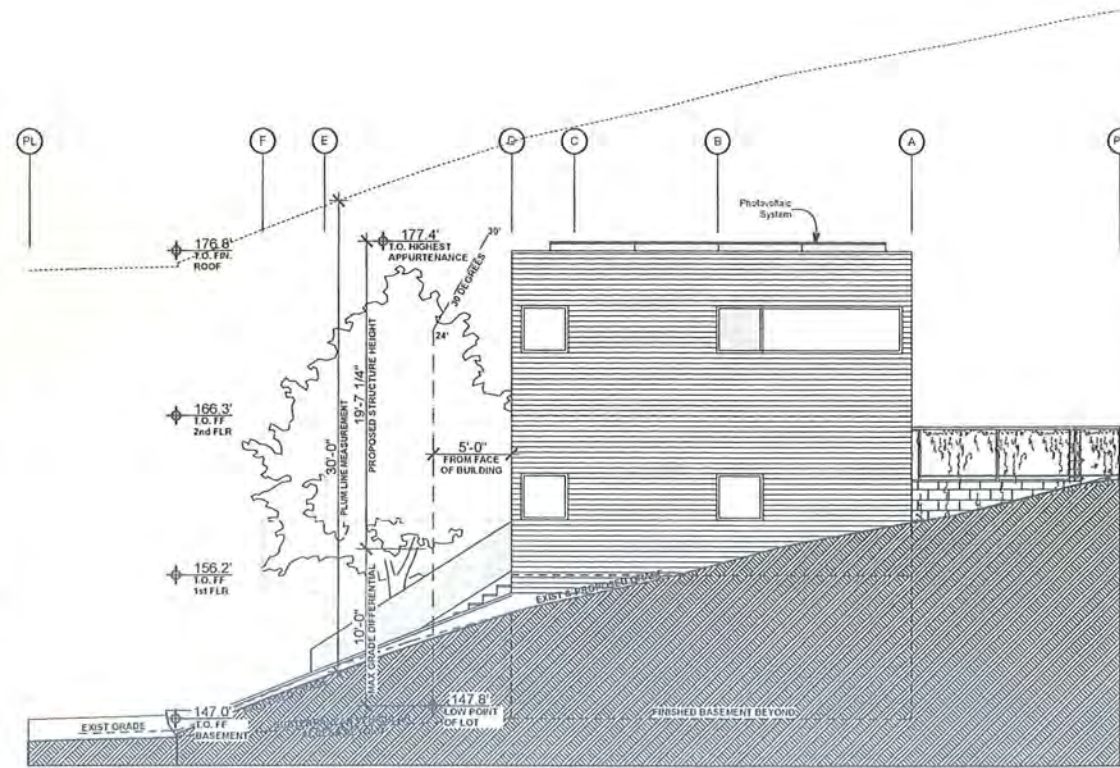 PL
F
E
D
C
B
A
P
Photovoltaic
System
176.8'
T.O. FIN.
ROOF
177.4'
T.O. HIGHEST
APPURTENANCE
30 DEGREES
30'
24'
19'-7 1/4"
PROPOSED STRUCTURE HEIGHT
30'-0"
PLUM LINE MEASUREMENT
166.3'
T.O. FF
2nd FLR
5'-0"
FROM FACE
OF BUILDING
156.2'
T.O. FF
1st FLR
10'-0"
MAX GRADE DIFFERENTIAL
EXIST & PROPOSED GRADE
147.0'
T.O. FF
BASEMENT
EXIST GRADE
147.8'
LOW POINT
OF LOT
FINISHED BASEMENT BEYOND